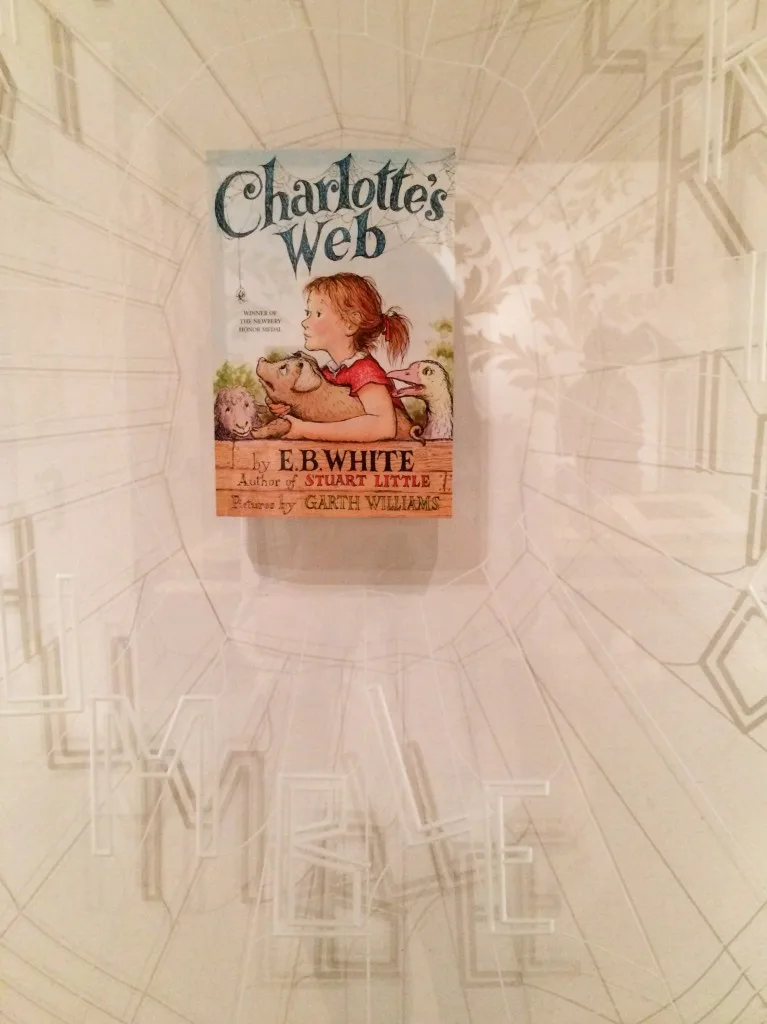 Charlotte's
Web
WINNER OF
THE NEWBERY
HONOR MEDAL
by E.B. WHITE
Author of STUART LITTLE
Pictures by GARTH WILLIAMS
HUMBLE